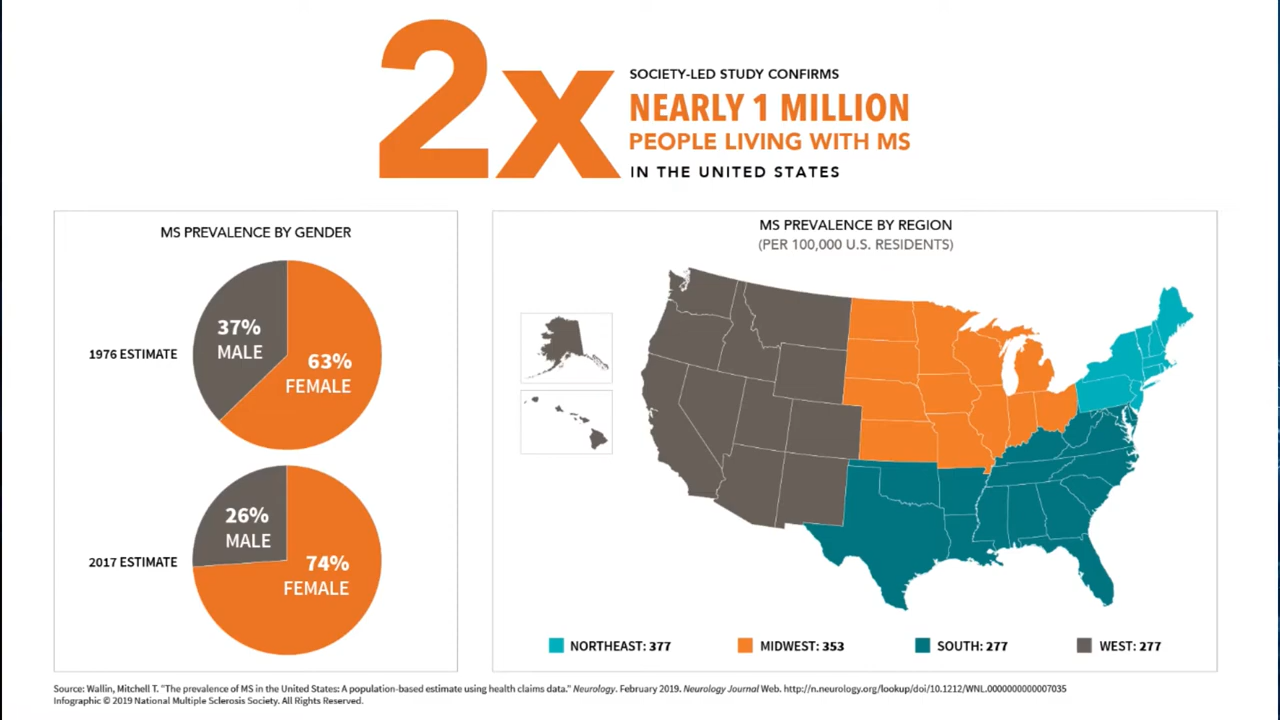 2x
SOCIETY-LED STUDY CONFIRMS
NEARLY 1 MILLION
PEOPLE LIVING WITH MS
IN THE UNITED STATES
MS PREVALENCE BY GENDER
37%
MALE
63%
FEMALE
1976 ESTIMATE
26%
MALE
74%
FEMALE
2017 ESTIMATE
MS PREVALENCE BY REGION
(PER 100,000 U.S. RESIDENTS)
NORTHEAST: 377
MIDWEST: 353
SOUTH: 277
WEST: 277
Source: Wallin, Mitchell T. "The prevalence of MS in the United States: A population-based estimate using health claims data." Neurology. February 2019. Neurology Journal Web. http://n.neurology.org/lookup/doi/10.1212/WNL.0000000000007035
Infographic © 2019 National Multiple Sclerosis Society. All Rights Reserved.